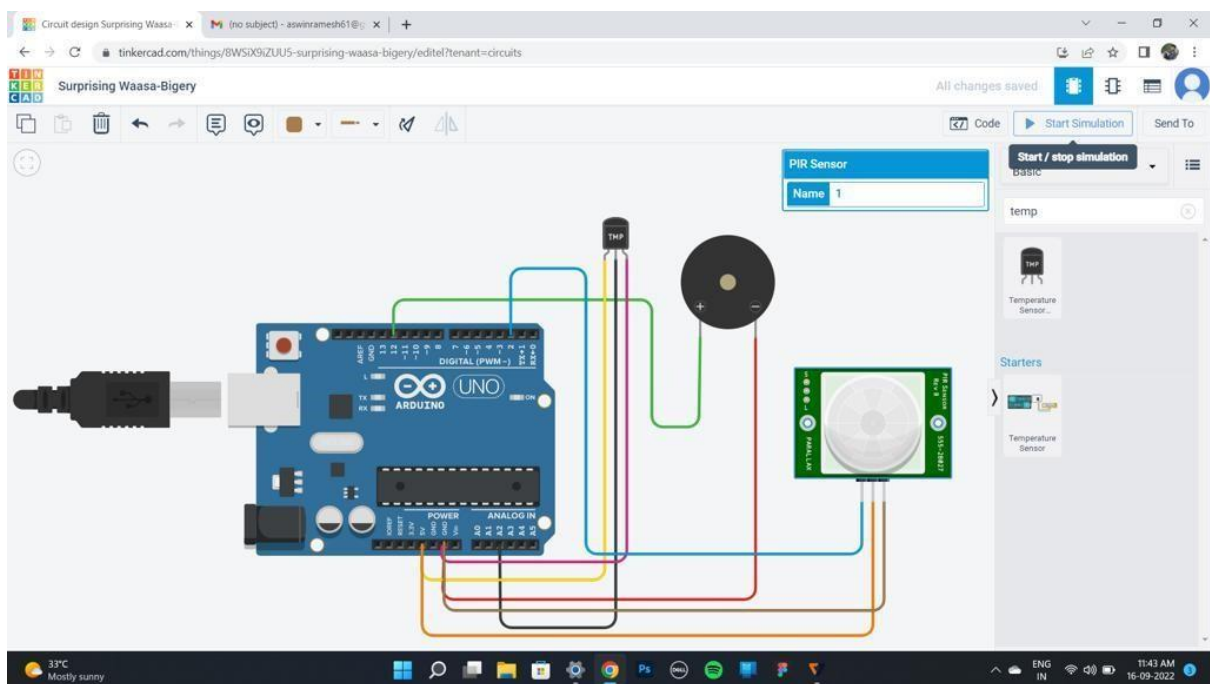 Circuit design Surprising Waasa-
(no subject) - aswinramesh61@g
tinkercad.com/things/8WSiX9iZUU5-surprising-waasa-bigery/editel?tenant=circuits
TIN
KER
CAD
Surprising Waasa-Bigery
All changes saved
Code
Start Simulation
Send To
Start / stop simulation
Basic
PIR Sensor
Name 1
temp
TMP
TMP
Temperature
Sensor...
Starters
Temperature
Sensor
AREF
GND
13
12
~11
~10
~9
8
7
~6
~5
4
~3
2
TX→1
RX←0
DIGITAL (PWM~)
L
TX
RX
UNO
ARDUINO
ON
POWER
ANALOG IN
IOREF
RESET
3.3V
5V
GND
GND
Vin
A0
A1
A2
A3
A4
A5
PIR Sensor
Rev B
PARALLAX
555-28027
33°C
Mostly sunny
Ps
DELL
ENG
IN
11:43 AM
16-09-2022